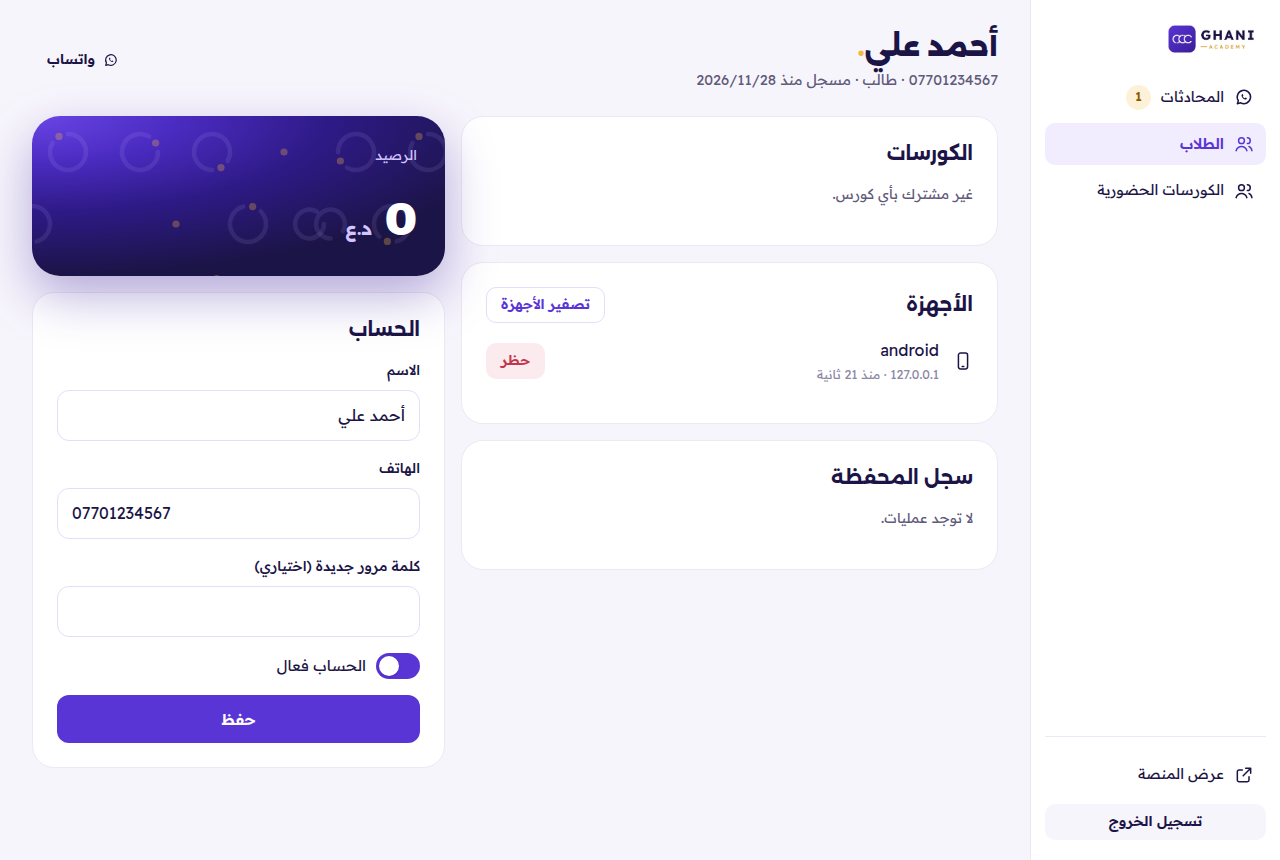 GHANI
ACADEMY
المحادثات 1
الطلاب
الكورسات الحضورية
عرض المنصة
تسجيل الخروج
أحمد علي.
07701234567 · طالب · مسجل منذ 2026/11/28
واتساب
الكورسات
غير مشترك بأي كورس.
الأجهزة
تصفير الأجهزة
android
127.0.0.1 · منذ 21 ثانية
حظر
سجل المحفظة
لا توجد عمليات.
الرصيد
0 د.ع
الحساب
الاسم
أحمد علي
الهاتف
07701234567
كلمة مرور جديدة (اختياري)
الحساب فعال
حفظ